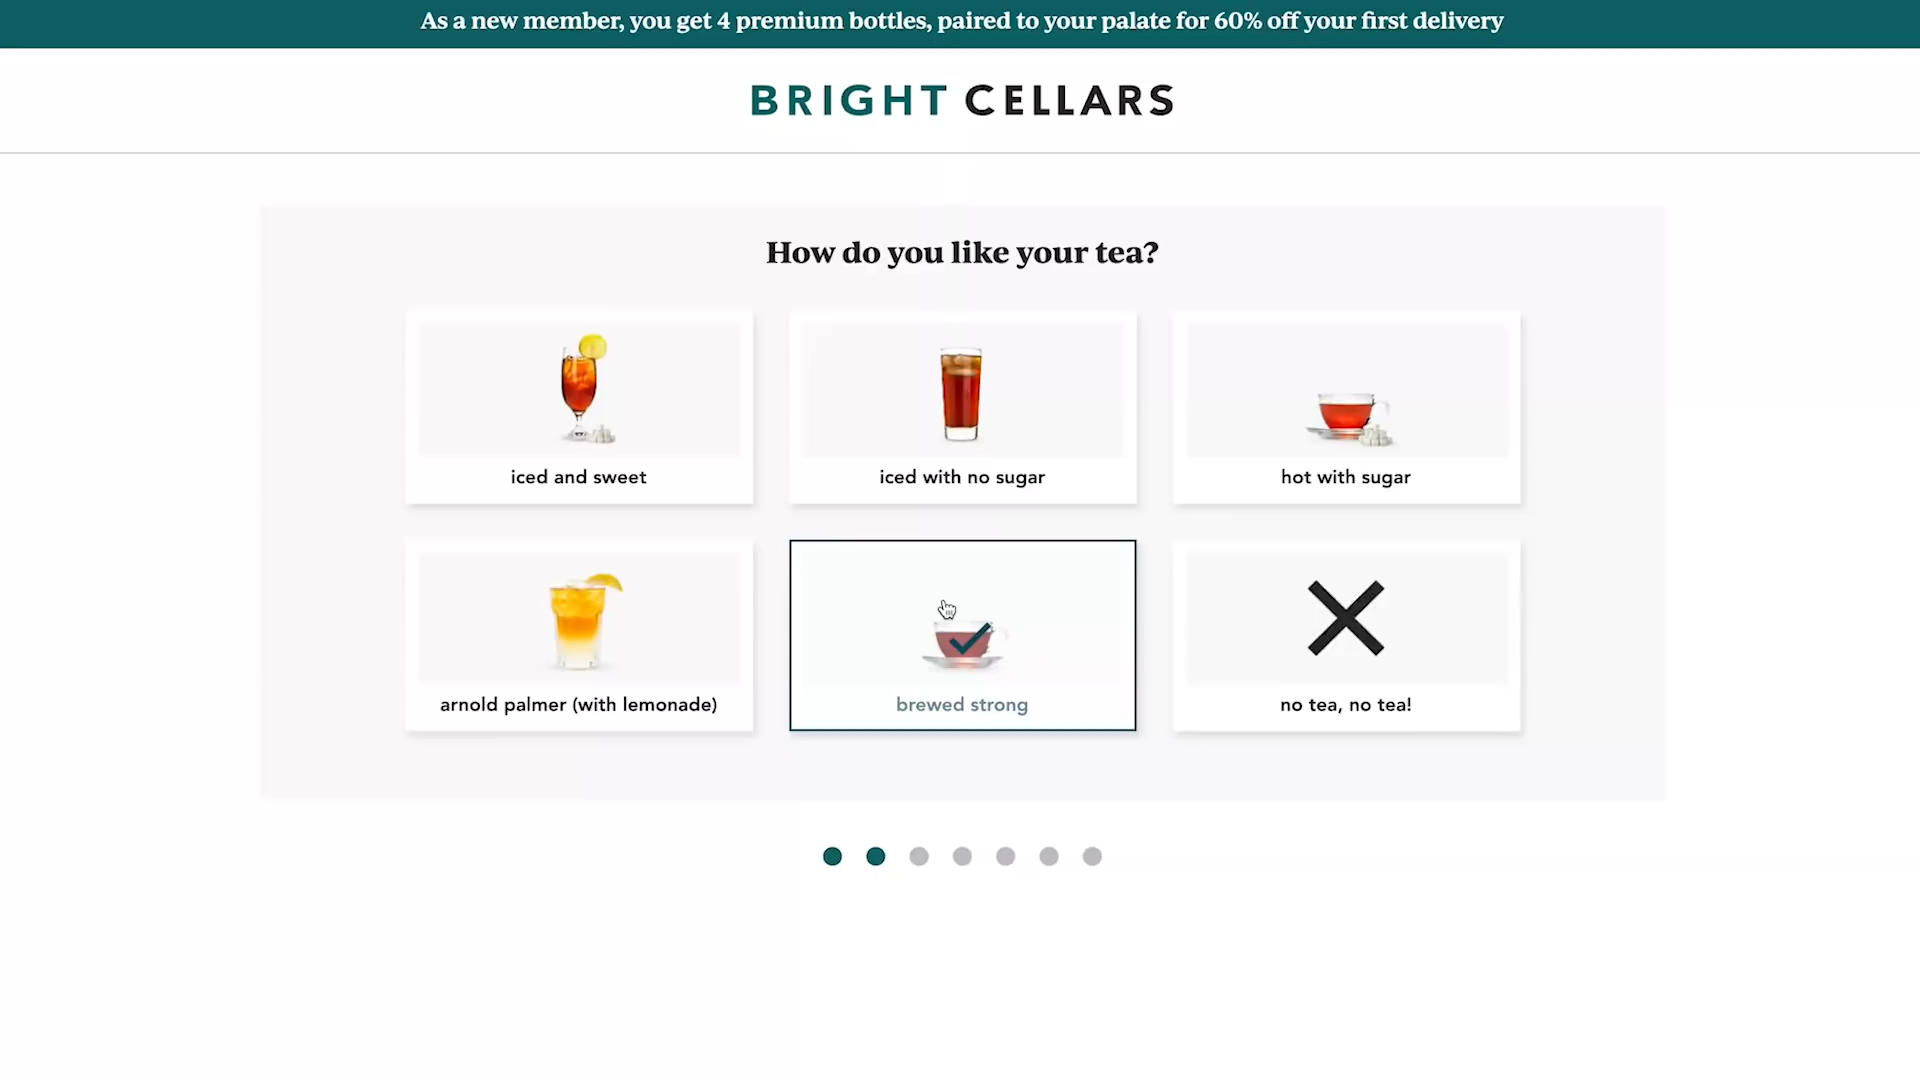 As a new member, you get 4 premium bottles, paired to your palate for 60% off your first delivery
BRIGHT CELLARS
How do you like your tea?
iced and sweet
iced with no sugar
hot with sugar
arnold palmer (with lemonade)
brewed strong
no tea, no tea!